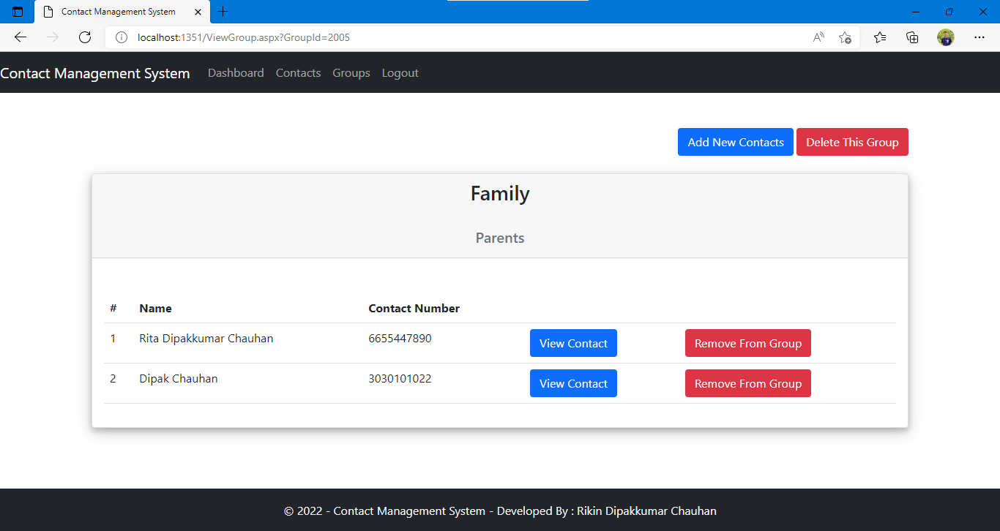 Contact Management System
localhost:1351/ViewGroup.aspx?GroupId=2005
Contact Management System Dashboard Contacts Groups Logout
Add New Contacts Delete This Group
Family
Parents
# Name Contact Number
1 Rita Dipakkumar Chauhan 6655447890 View Contact Remove From Group
2 Dipak Chauhan 3030101022 View Contact Remove From Group
© 2022 - Contact Management System - Developed By : Rikin Dipakkumar Chauhan